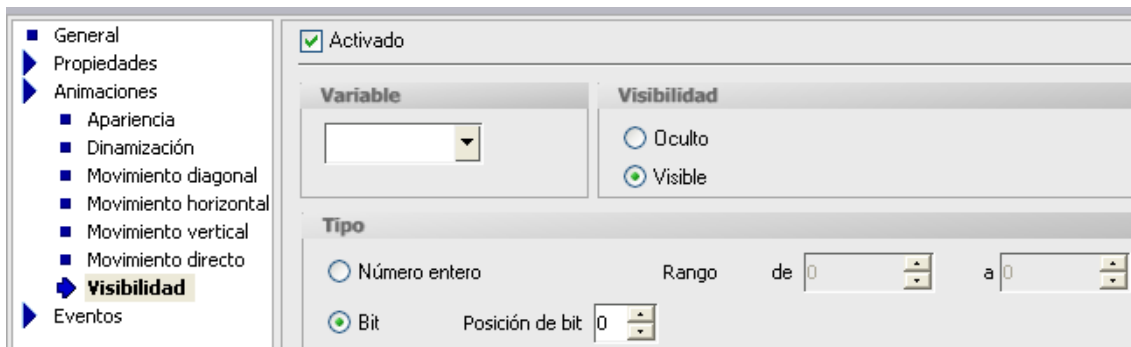 General
Propiedades
Animaciones
Apariencia
Dinamización
Movimiento diagonal
Movimiento horizontal
Movimiento vertical
Movimiento directo
Visibilidad
Eventos
Activado
Variable
Visibilidad
Oculto
Visible
Tipo
Número entero Rango de 0 a 0
Bit Posición de bit 0